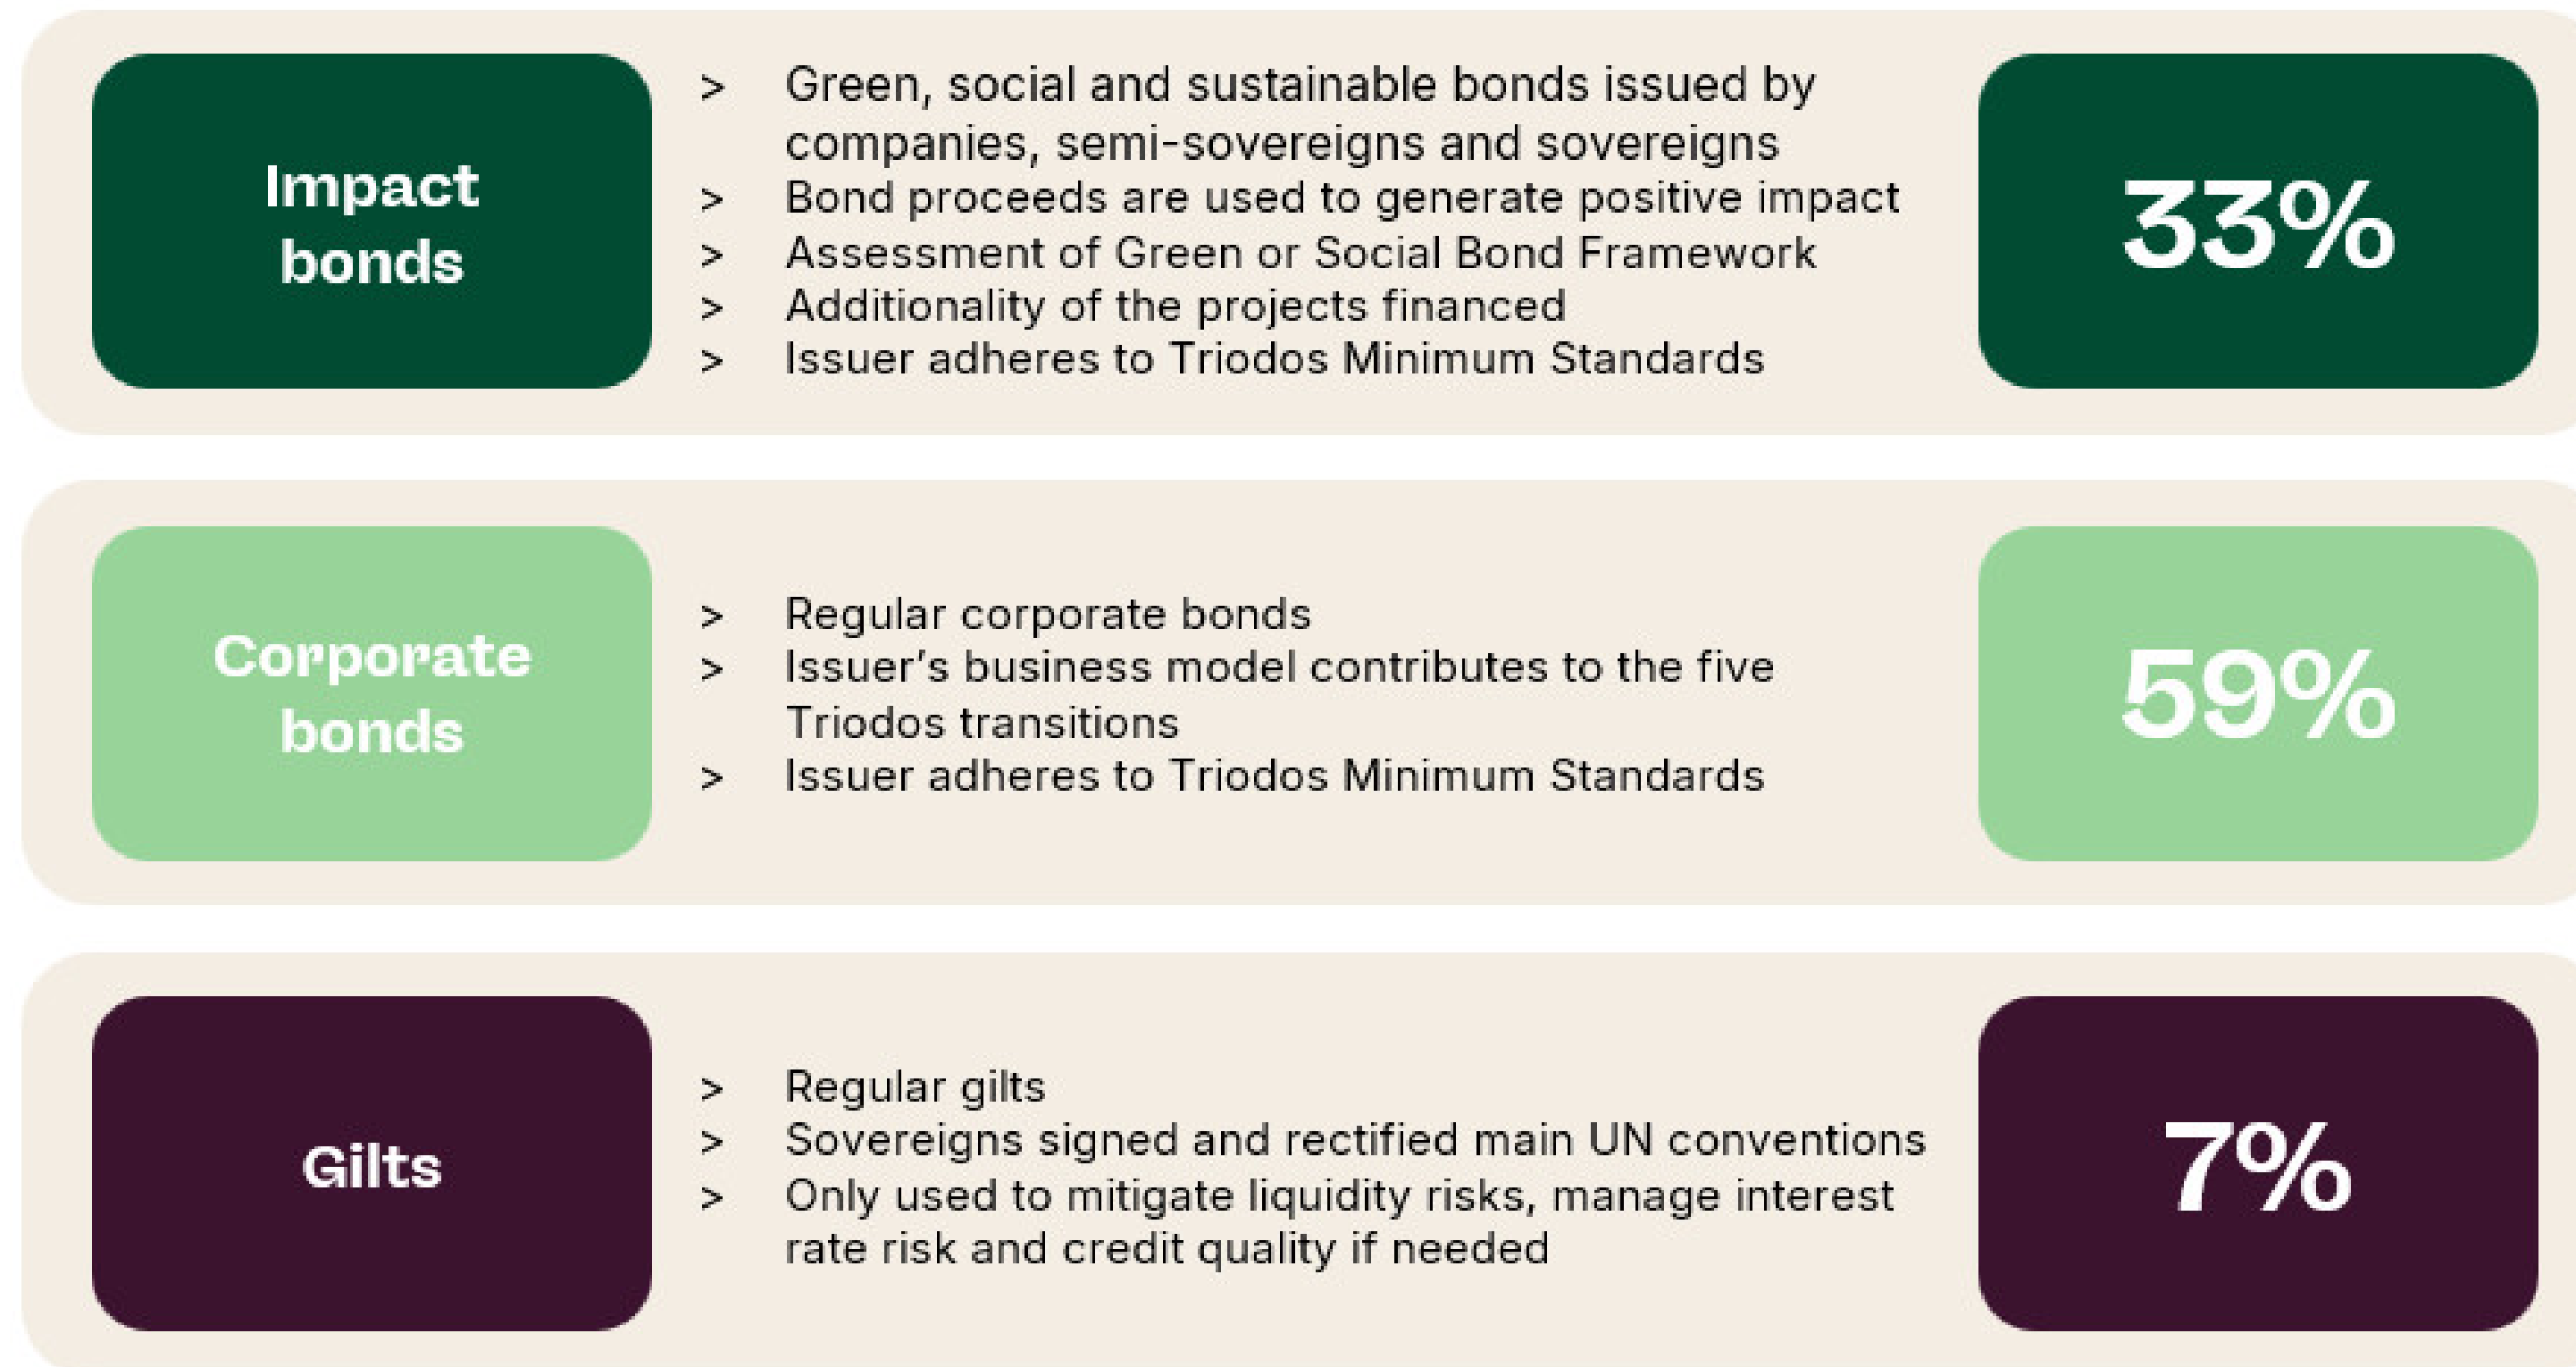 Impact
bonds
> Green, social and sustainable bonds issued by
companies, semi-sovereigns and sovereigns
> Bond proceeds are used to generate positive impact
> Assessment of Green or Social Bond Framework
> Additionality of the projects financed
> Issuer adheres to Triodos Minimum Standards
33%
Corporate
bonds
> Regular corporate bonds
> Issuer’s business model contributes to the five
Triodos transitions
> Issuer adheres to Triodos Minimum Standards
59%
Gilts
> Regular gilts
> Sovereigns signed and rectified main UN conventions
> Only used to mitigate liquidity risks, manage interest
rate risk and credit quality if needed
7%